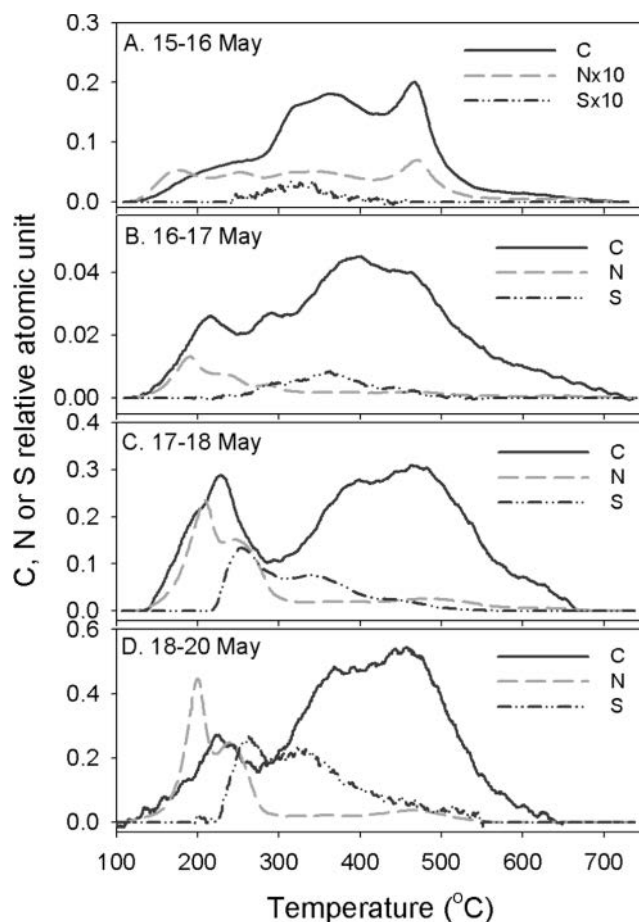 0.3
A. 15-16 May
C
Nx10
Sx10
0.2
0.1
0.0
B. 16-17 May
C
N
S
0.04
0.02
0.00
0.4
C. 17-18 May
C
N
S
0.3
0.2
0.1
0.0
0.6
D. 18-20 May
C
N
S
0.4
0.2
0.0
100 200 300 400 500 600 700
Temperature (°C)
C, N or S relative atomic unit